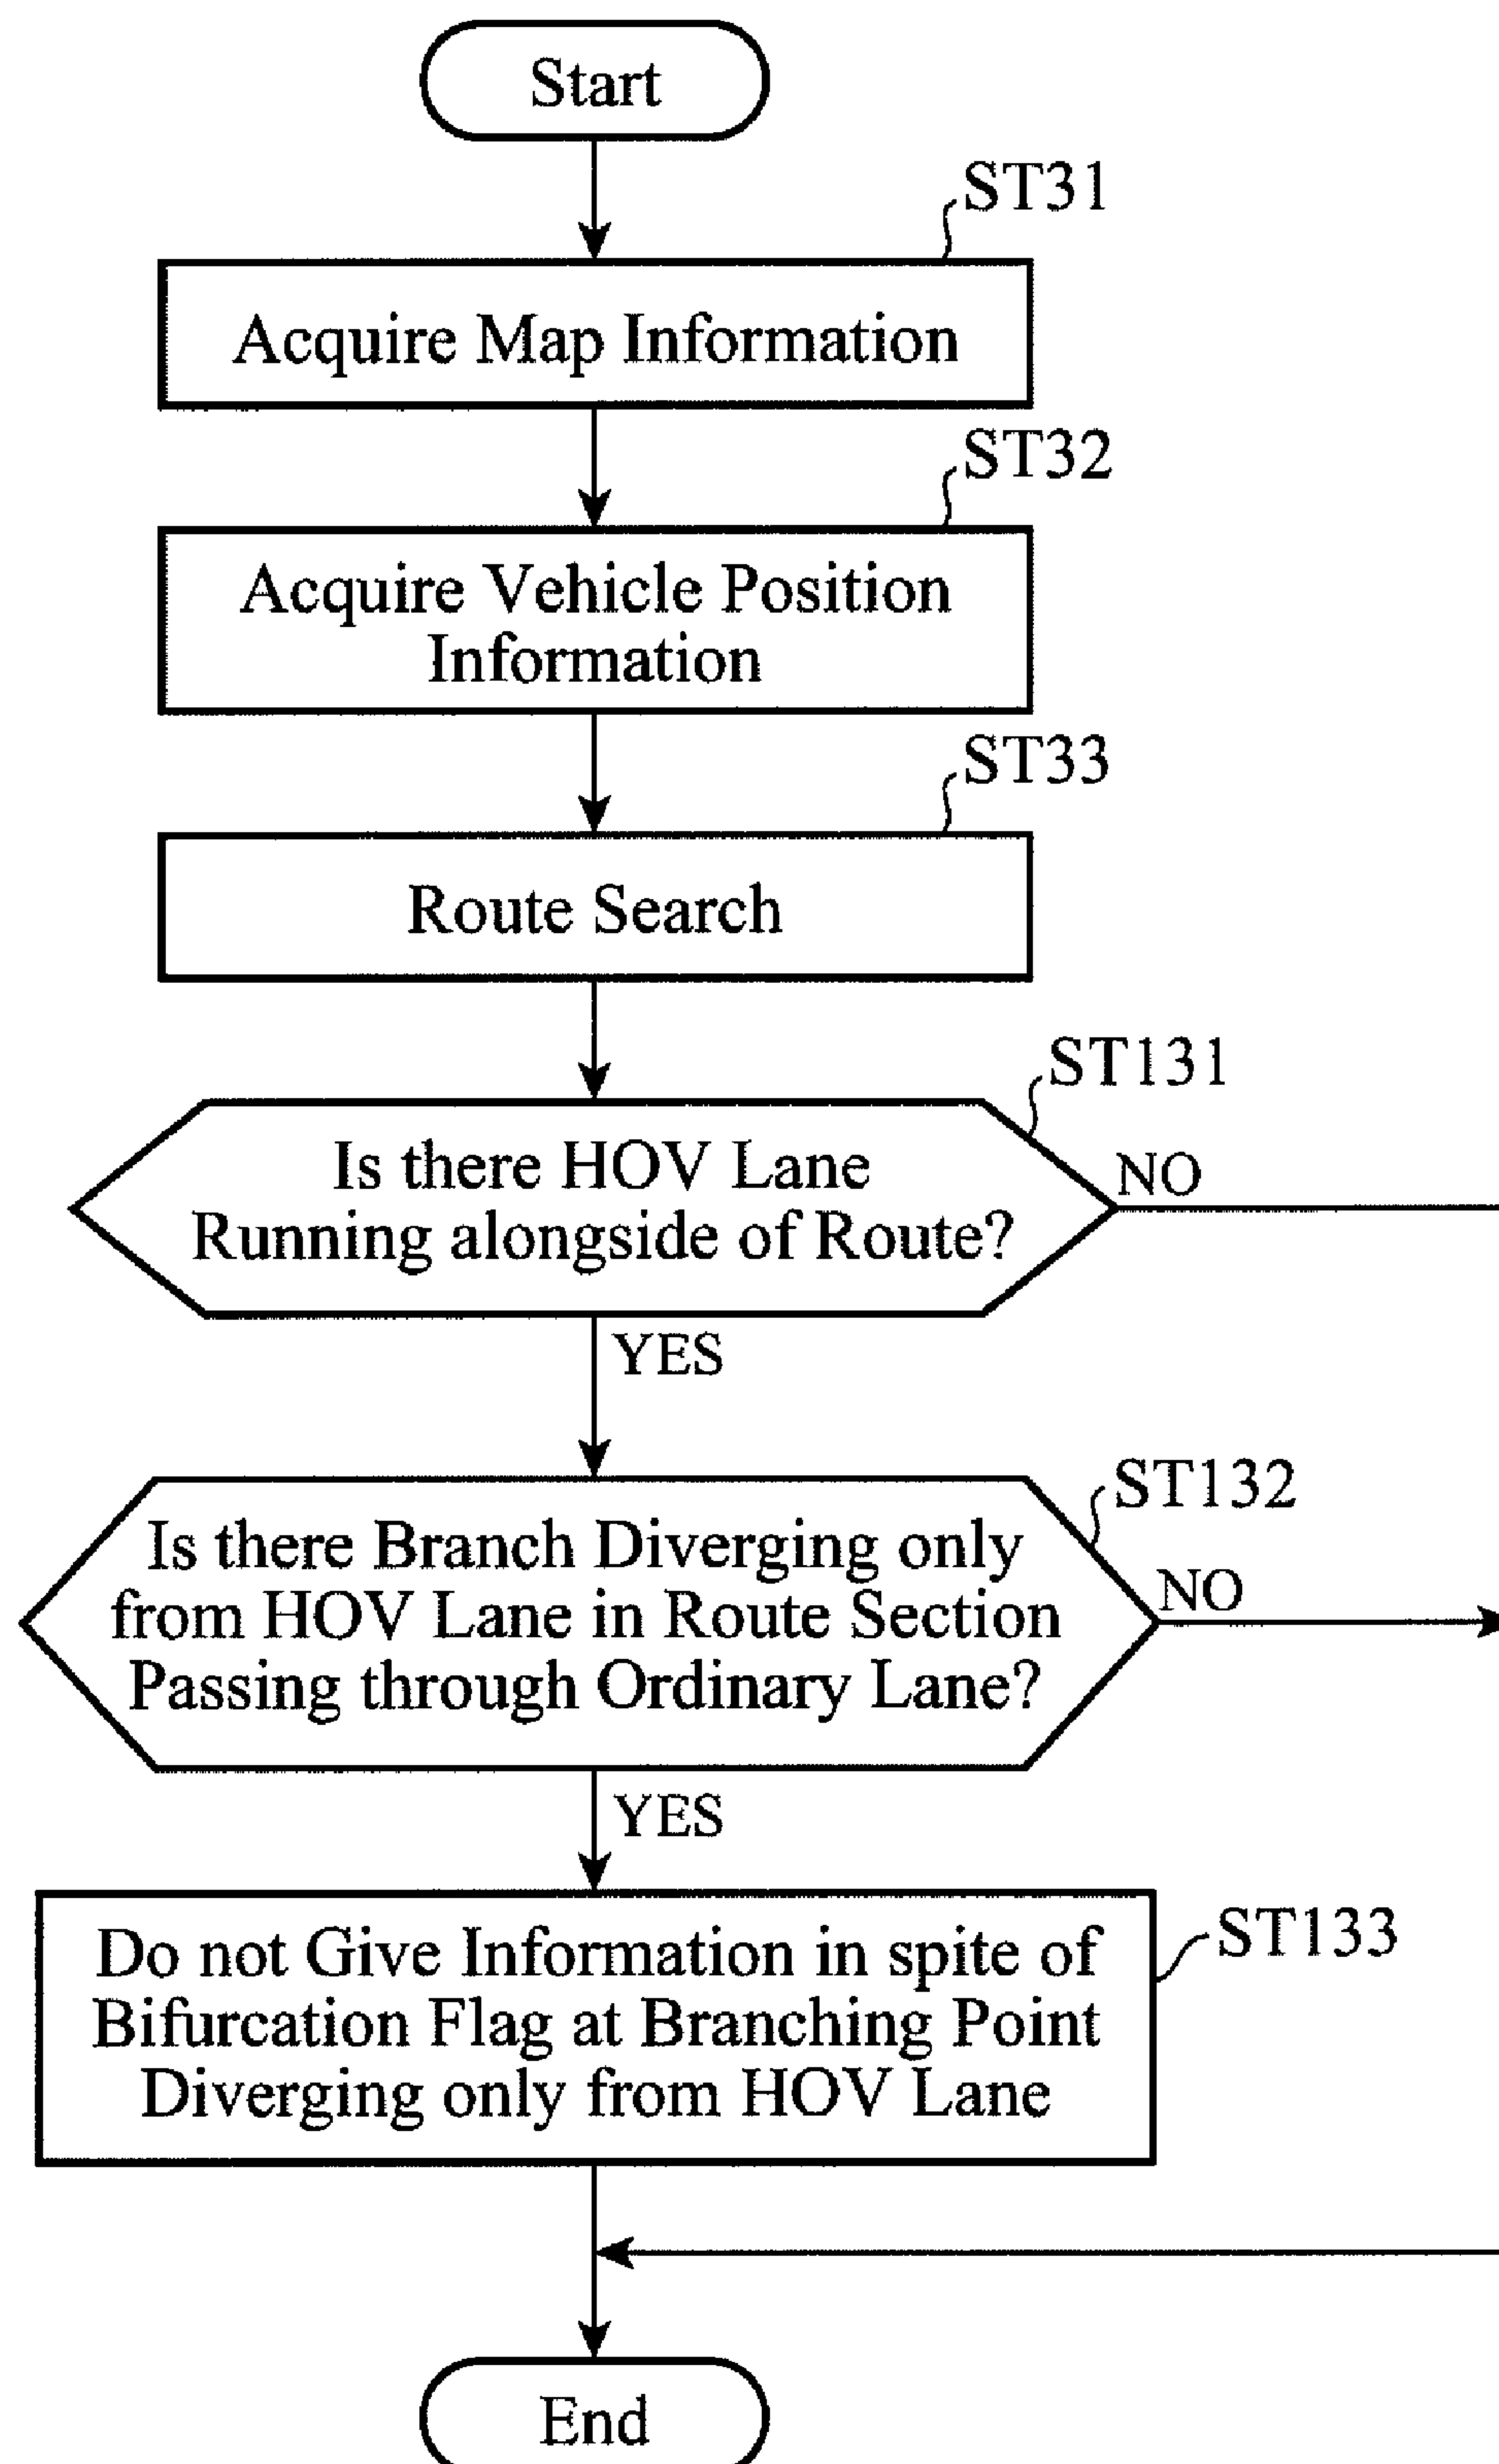 Start
ST31
Acquire Map Information
ST32
Acquire Vehicle Position
Information
ST33
Route Search
ST131
Is there HOV Lane
Running alongside of Route?
NO
YES
ST132
Is there Branch Diverging only
from HOV Lane in Route Section
Passing through Ordinary Lane?
NO
YES
ST133
Do not Give Information in spite of
Bifurcation Flag at Branching Point
Diverging only from HOV Lane
End